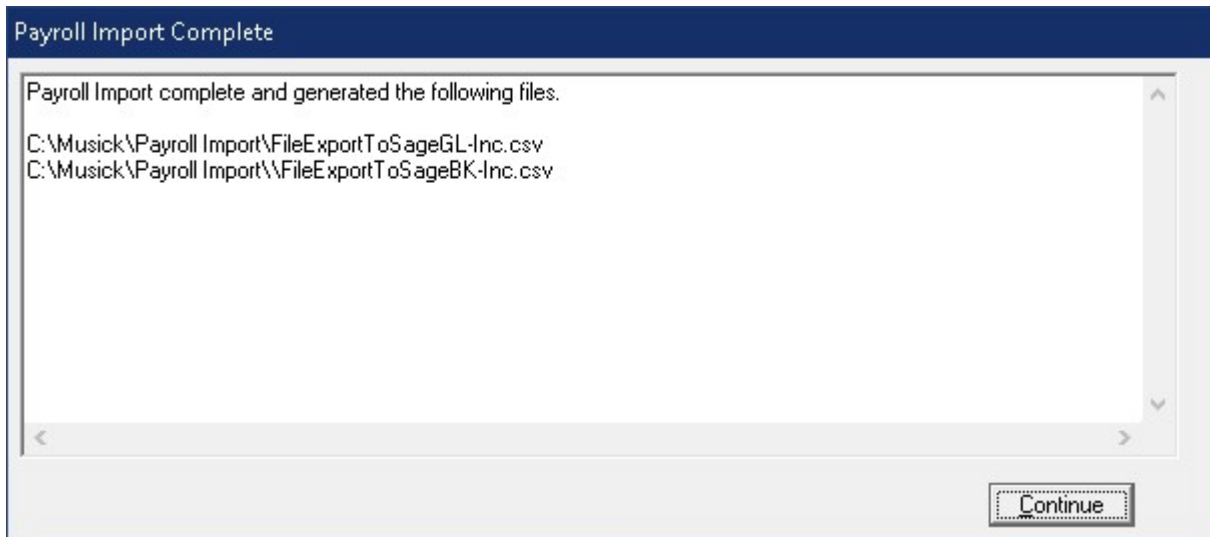 Payroll Import Complete
Payroll Import complete and generated the following files.
C:\Musick\Payroll Import\FileExportToSageGL-Inc.csv
C:\Musick\Payroll Import\\FileExportToSageBK-Inc.csv
Continue